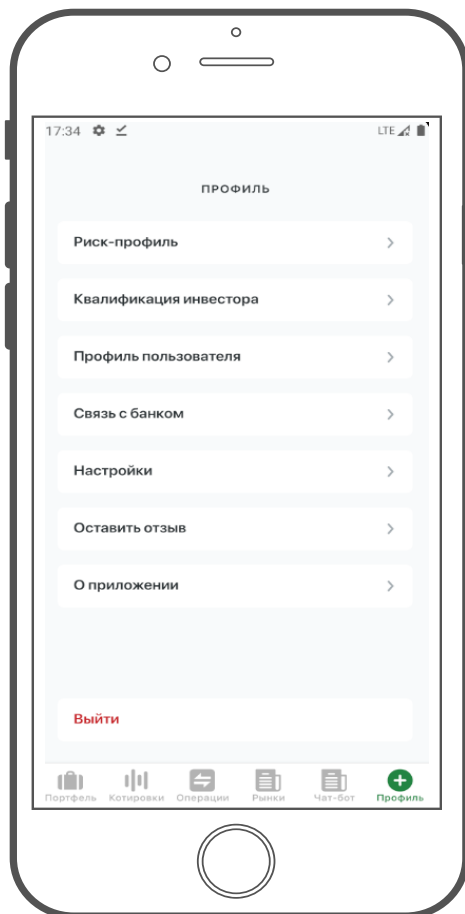 17:34 LTE
ПРОФИЛЬ
Риск-профиль
Квалификация инвестора
Профиль пользователя
Связь с банком
Настройки
Оставить отзыв
О приложении
Выйти
Портфель Котировки Операции Рынки Чат-бот Профиль